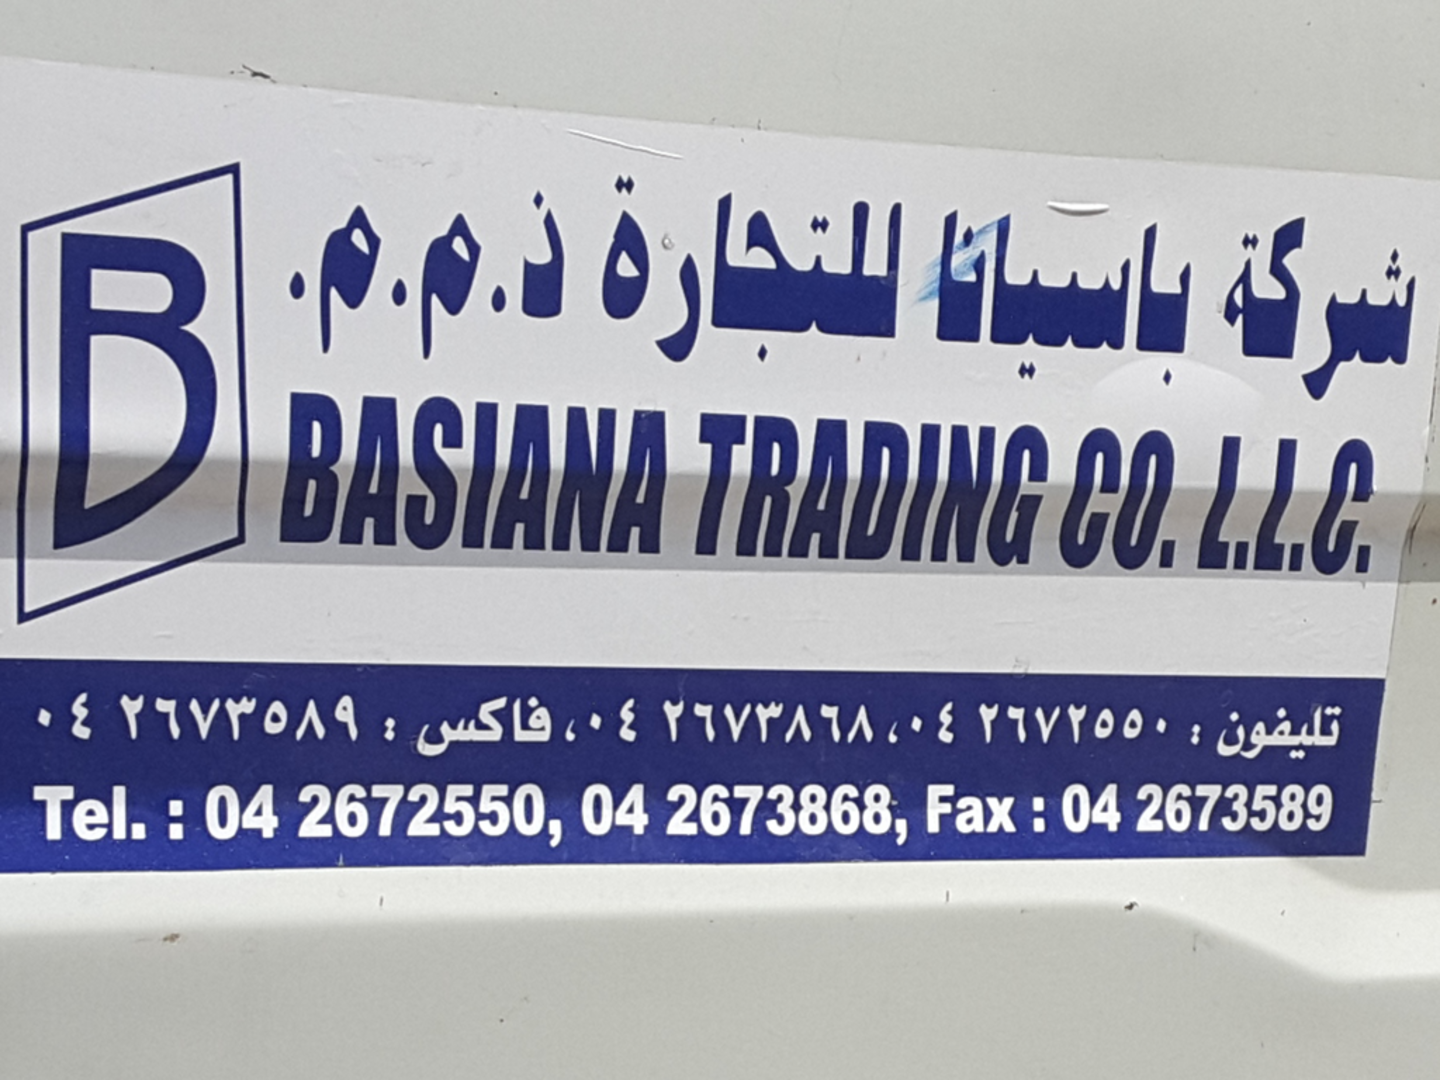 شركة باسيانا للتجارة ذ.م.م.
B
BASIANA TRADING CO. L.L.C.
تليفون : ٠٤ ٢٦٧٢٥٥٠، ٠٤ ٢٦٧٣٨٦٨، فاكس : ٠٤ ٢٦٧٣٥٨٩
Tel. : 04 2672550, 04 2673868, Fax : 04 2673589